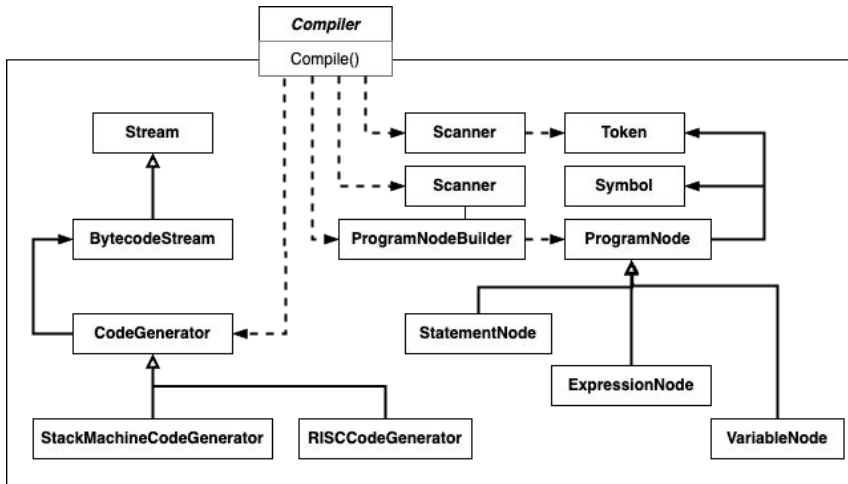 Compiler
Compile()
Stream
Scanner
Token
Scanner
Symbol
BytecodeStream
ProgramNodeBuilder
ProgramNode
CodeGenerator
StatementNode
ExpressionNode
StackMachineCodeGenerator
RISCCodeGenerator
VariableNode